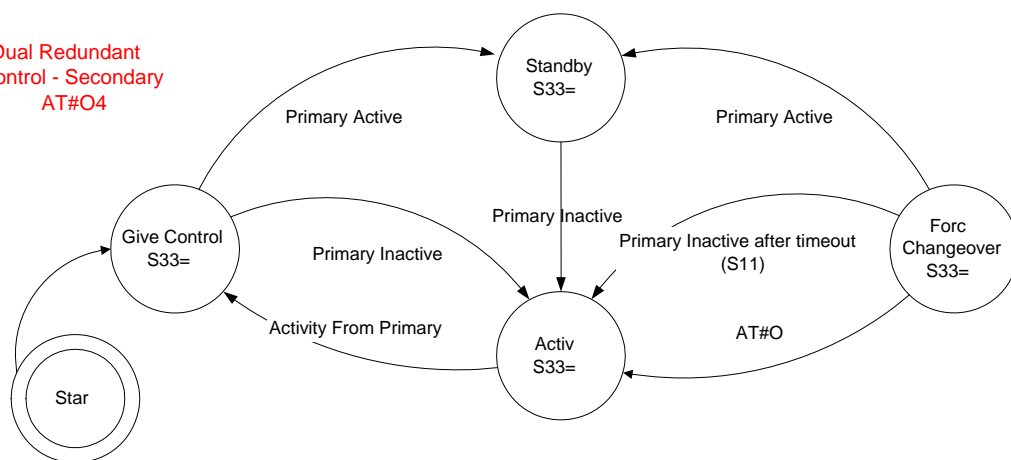 Dual Redundant
ontrol - Secondary
AT#O4
Standby
S33=
Primary Active
Primary Active
Give Control
S33=
Primary Inactive
Primary Inactive
Primary Inactive after timeout
(S11)
Forc
Changeover
S33=
Activity From Primary
Activ
S33=
AT#O
Star